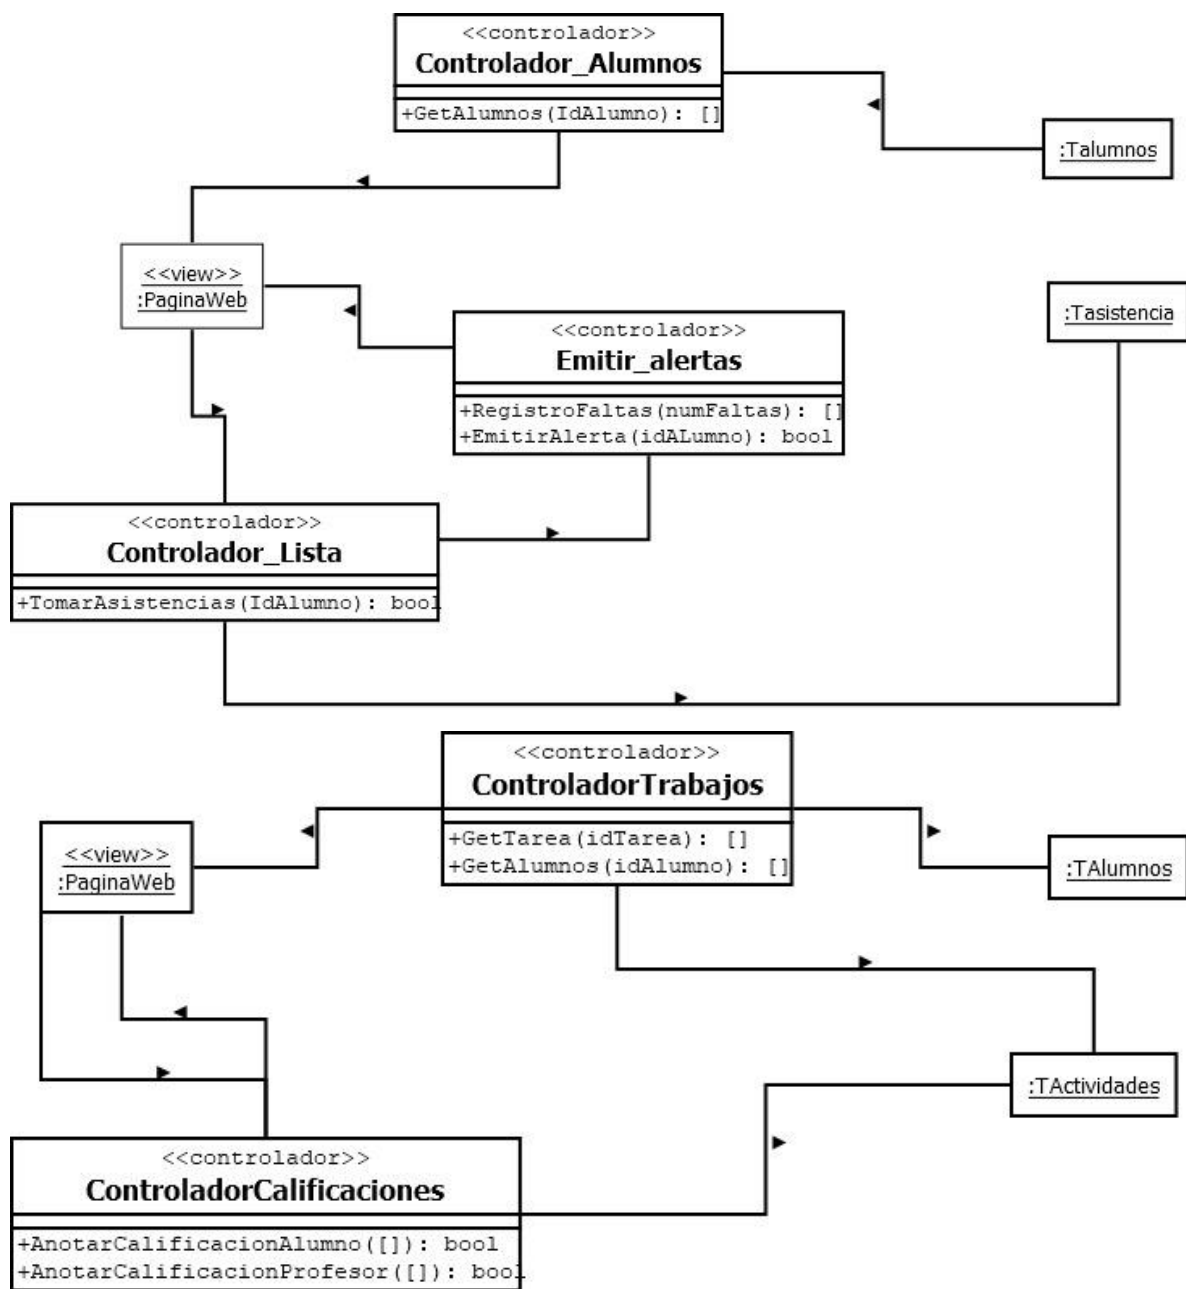 <<controlador>>
Controlador_Alumnos
+GetAlumnos(IdAlumno): []
:Talumnos
<<view>>
:PaginaWeb
:Tasistencia
<<controlador>>
Emitir_alertas
+RegistroFaltas(numFaltas): []
+EmitirAlerta(idALumno): bool
<<controlador>>
Controlador_Lista
+TomarAsistencias(IdAlumno): bool
<<controlador>>
ControladorTrabajos
+GetTarea(idTarea): []
+GetAlumnos(idAlumno): []
<<view>>
:PaginaWeb
:TAlumnos
:TActividades
<<controlador>>
ControladorCalificaciones
+AnotarCalificacionAlumno([]): bool
+AnotarCalificacionProfesor([]): bool